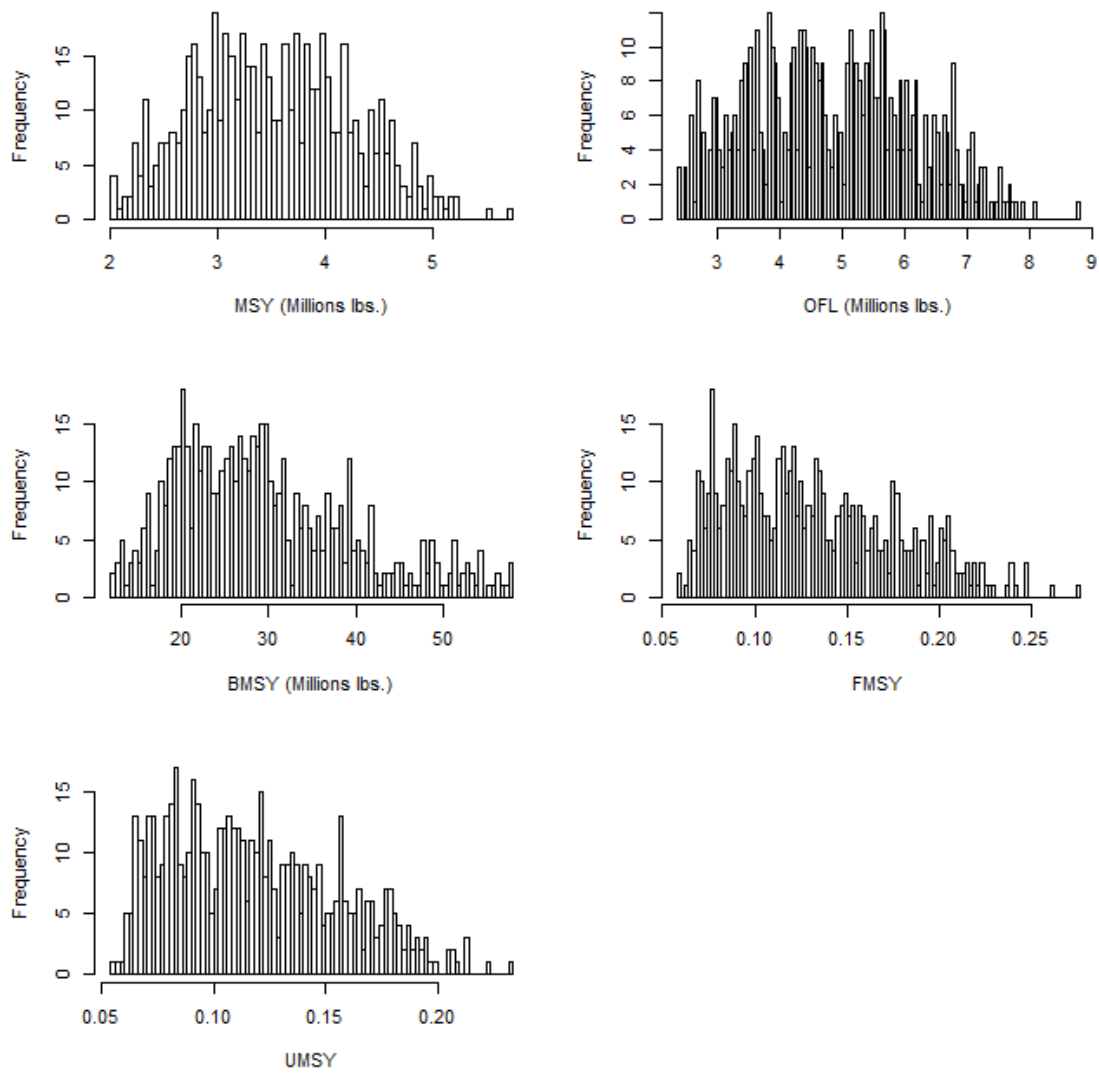 Frequency
0 5 10 15
2 3 4 5
MSY (Millions lbs.)
Frequency
0 2 4 6 8 10
3 4 5 6 7 8 9
OFL (Millions lbs.)
Frequency
0 5 10 15
20 30 40 50
BMSY (Millions lbs.)
Frequency
0 5 10 15
0.05 0.10 0.15 0.20 0.25
FMSY
Frequency
0 5 10 15
0.05 0.10 0.15 0.20
UMSY